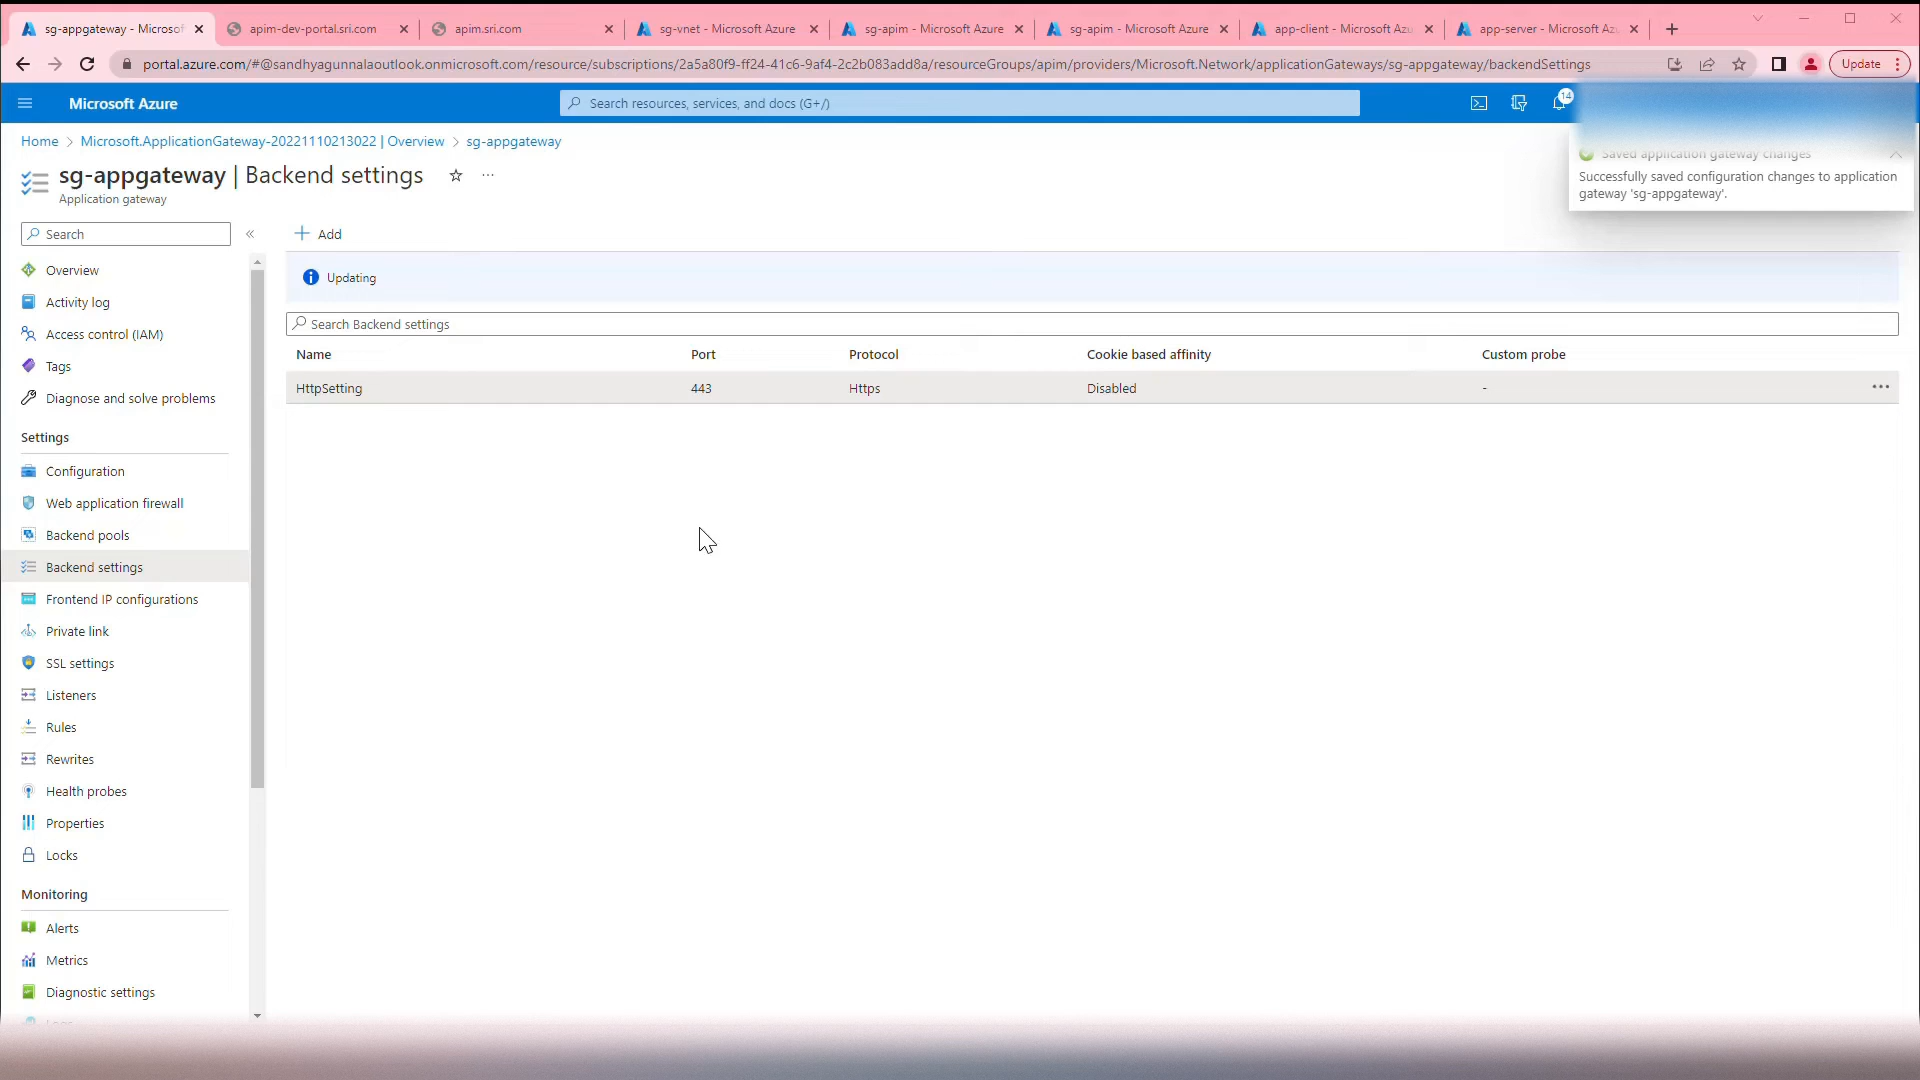 sg-appgateway - Microsof
apim-dev-portal.sri.com
apim.sri.com
sg-vnet - Microsoft Azure
sg-apim - Microsoft Azure
sg-apim - Microsoft Azure
app-client - Microsoft Azu
app-server - Microsoft Az
portal.azure.com/#@sandhyagunnalaoutlook.onmicrosoft.com/resource/subscriptions/2a5a80f9-ff24-41c6-9af4-2c2b083add8a/resourceGroups/apim/providers/Microsoft.Network/applicationGateways/sg-appgateway/backendSettings
Update
Microsoft Azure
Search resources, services, and docs (G+/)
14
Home > Microsoft.ApplicationGateway-20221110213022 | Overview > sg-appgateway
sg-appgateway | Backend settings
Application gateway
Saved application gateway changes
Successfully saved configuration changes to application
gateway 'sg-appgateway'.
Search
Add
Overview
Activity log
Access control (IAM)
Tags
Diagnose and solve problems
Settings
Configuration
Web application firewall
Backend pools
Backend settings
Frontend IP configurations
Private link
SSL settings
Listeners
Rules
Rewrites
Health probes
Properties
Locks
Monitoring
Alerts
Metrics
Diagnostic settings
Updating
Search Backend settings
Name Port Protocol Cookie based affinity Custom probe
HttpSetting 443 Https Disabled -